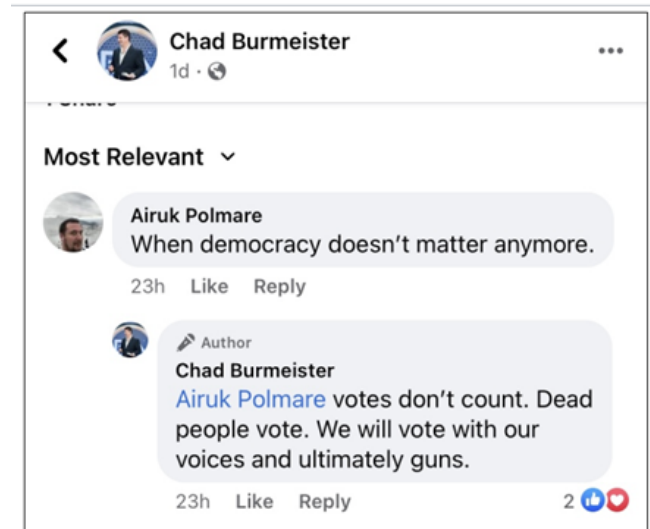 Chad Burmeister
1d
1 Share
Most Relevant
Airuk Polmare
When democracy doesn't matter anymore.
23h Like Reply
Author
Chad Burmeister
Airuk Polmare votes don't count. Dead
people vote. We will vote with our
voices and ultimately guns.
23h Like Reply 2